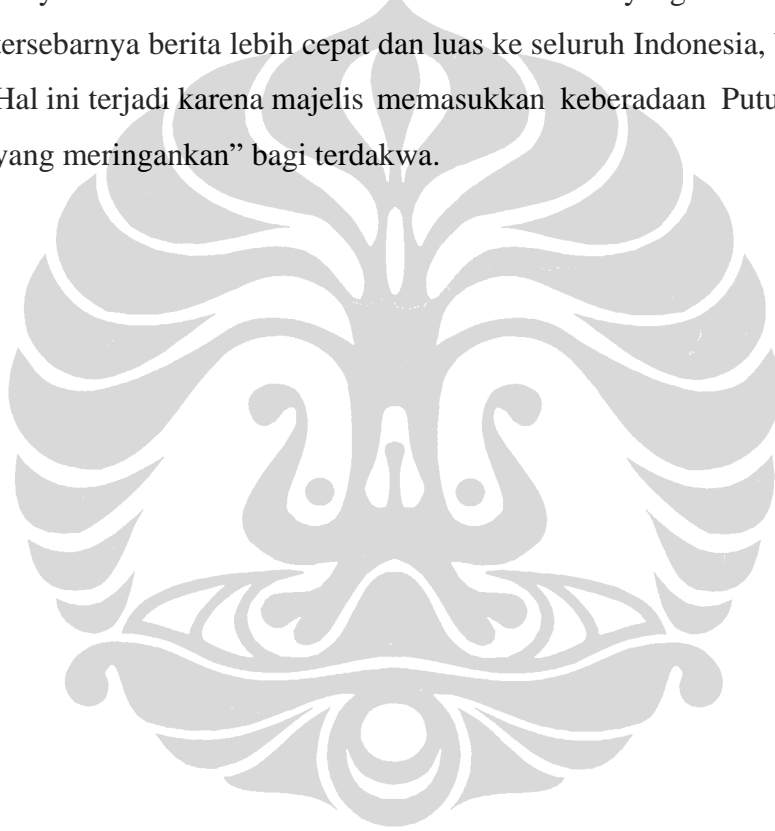 tersebarnya berita lebih cepat dan luas ke seluruh Indonesia,
Hal ini terjadi karena majelis memasukkan keberadaan
yang meringankan” bagi terdakwa.